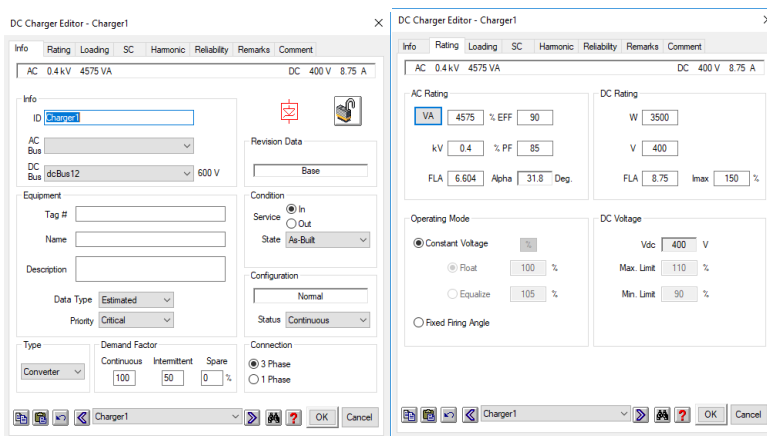 DC Charger Editor - Charger1
Info Rating Loading SC Harmonic Reliability Remarks Comment
AC 0.4 kV 4575 VA DC 400 V 8.75 A
Info
ID Charger1
AC
Bus
DC
Bus dcBus12 600 V
Revision Data
Base
Equipment
Tag #
Name
Description
Data Type Estimated
Priority Critical
Condition
Service In
Out
State As-Built
Configuration
Normal
Status Continuous
Type
Converter
Demand Factor
Continuous Intermittent Spare
100 50 0 %
Connection
3 Phase
1 Phase
Charger1
? OK Cancel
DC Charger Editor - Charger1
Info Rating Loading SC Harmonic Reliability Remarks Comment
AC 0.4 kV 4575 VA DC 400 V 8.75 A
AC Rating
VA 4575 % EFF 90
kV 0.4 % PF 85
FLA 6.604 Alpha 31.8 Deg.
DC Rating
W 3500
V 400
FLA 8.75 Imax 150 %
Operating Mode
Constant Voltage %
Float 100 %
Equalize 105 %
Fixed Firing Angle
DC Voltage
Vdc 400 V
Max. Limit 110 %
Min. Limit 90 %
Charger1
? OK Cancel